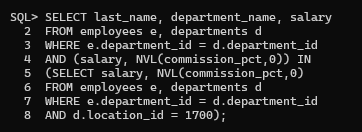 SQL> SELECT last_name, department_name, salary
2 FROM employees e, departments d
3 WHERE e.department_id = d.department_id
4 AND (salary, NVL(commission_pct,0)) IN
5 (SELECT salary, NVL(commission_pct,0)
6 FROM employees e, departments d
7 WHERE e.department_id = d.department_id
8 AND d.location_id = 1700);